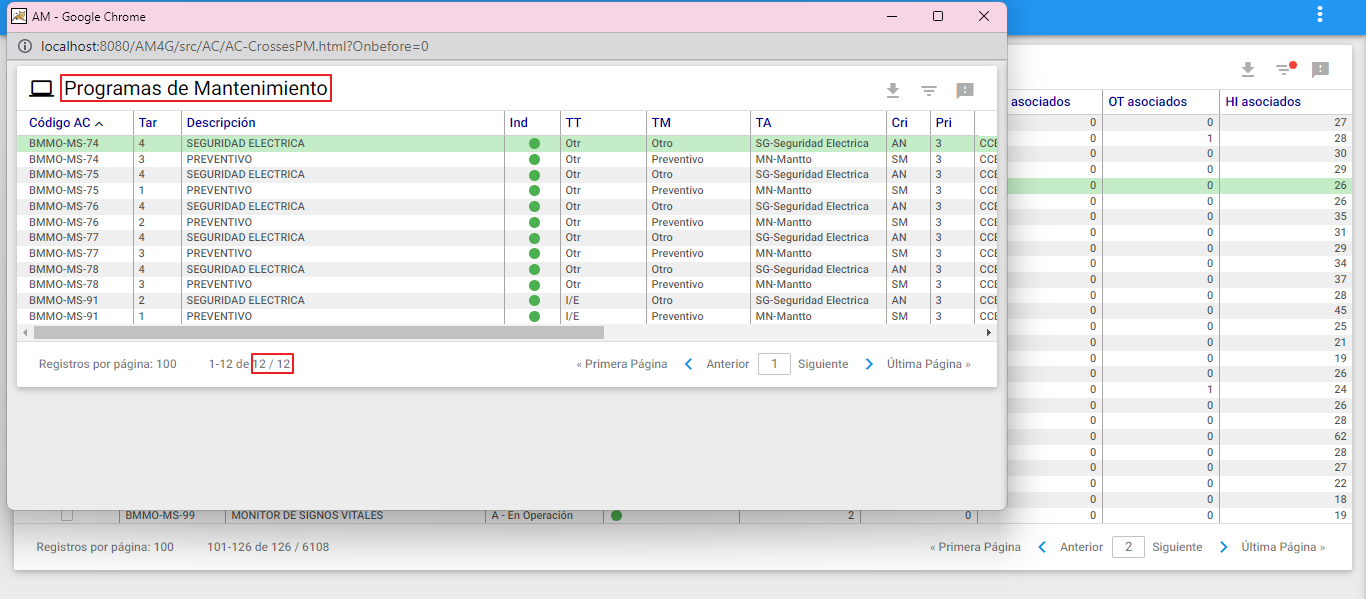 AM - Google Chrome
localhost:8080/AM4G/src/AC/AC-CrossesPM.html?Onbefore=0
Programas de Mantenimiento
Código AC Tar Descripción Ind TT TM TA Cri Pri
BMMO-MS-74 4 SEGURIDAD ELECTRICA Otr Otro SG-Seguridad Electrica AN 3 CCE
BMMO-MS-74 3 PREVENTIVO Otr Preventivo MN-Mantto SM 3 CCE
BMMO-MS-75 4 SEGURIDAD ELECTRICA Otr Otro SG-Seguridad Electrica AN 3 CCE
BMMO-MS-75 1 PREVENTIVO Otr Preventivo MN-Mantto SM 3 CCE
BMMO-MS-76 4 SEGURIDAD ELECTRICA Otr Otro SG-Seguridad Electrica AN 3 CCE
BMMO-MS-76 2 PREVENTIVO Otr Preventivo MN-Mantto SM 3 CCE
BMMO-MS-77 4 SEGURIDAD ELECTRICA Otr Otro SG-Seguridad Electrica AN 3 CCE
BMMO-MS-77 3 PREVENTIVO Otr Preventivo MN-Mantto SM 3 CCE
BMMO-MS-78 4 SEGURIDAD ELECTRICA Otr Otro SG-Seguridad Electrica AN 3 CCE
BMMO-MS-78 3 PREVENTIVO Otr Preventivo MN-Mantto SM 3 CCE
BMMO-MS-91 2 SEGURIDAD ELECTRICA I/E Otro SG-Seguridad Electrica AN 3 CCE
BMMO-MS-91 1 PREVENTIVO I/E Preventivo MN-Mantto SM 3 CCE
Registros por página: 100 1-12 de 12 / 12 « Primera Página Anterior 1 Siguiente Última Página »
asociados OT asociados HI asociados
0 0 27
0 1 28
0 0 30
0 0 29
0 0 26
0 0 26
0 0 35
0 0 31
0 0 29
0 0 34
0 0 37
0 0 28
0 0 45
0 0 25
0 0 21
0 0 19
0 0 26
0 1 24
0 0 26
0 0 28
0 0 62
0 0 28
0 0 27
0 0 22
0 0 18
BMMO-MS-99 MONITOR DE SIGNOS VITALES A - En Operación 2 0 0 0 19
Registros por página: 100 101-126 de 126 / 6108 « Primera Página Anterior 2 Siguiente Última Página »